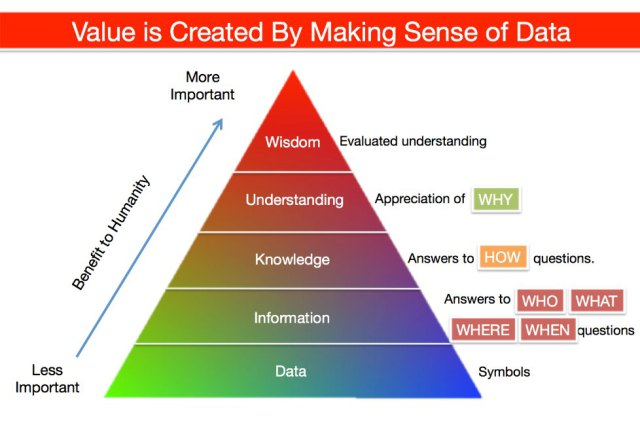 Value is Created By Making Sense of Data
More
Important
Benefit to Humanity
Less
Important
Wisdom
Evaluated understanding
Understanding
Appreciation of WHY
Knowledge
Answers to HOW questions.
Information
Answers to WHO WHAT
WHERE WHEN questions
Data
Symbols